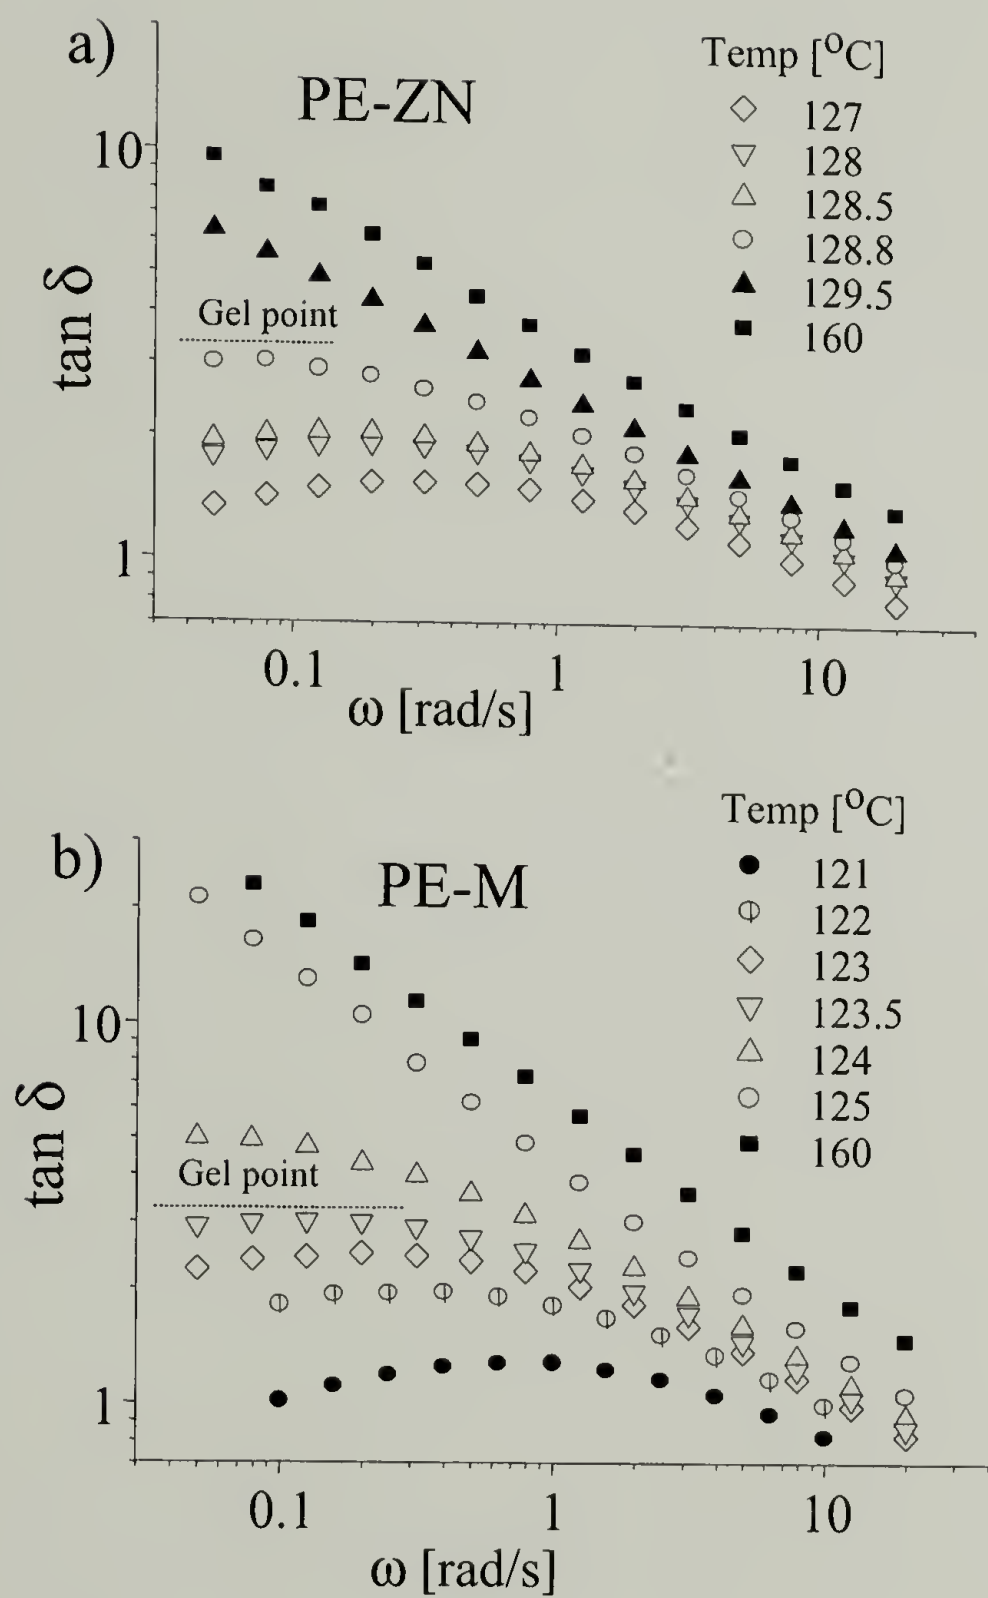 a)
PE-ZN
Temp [°C]
127
128
128.5
128.8
129.5
160
10
1
tan δ
Gel point
0.1
1
10
ω [rad/s]
b)
PE-M
Temp [°C]
121
122
123
123.5
124
125
160
10
1
tan δ
Gel point
0.1
1
10
ω [rad/s]